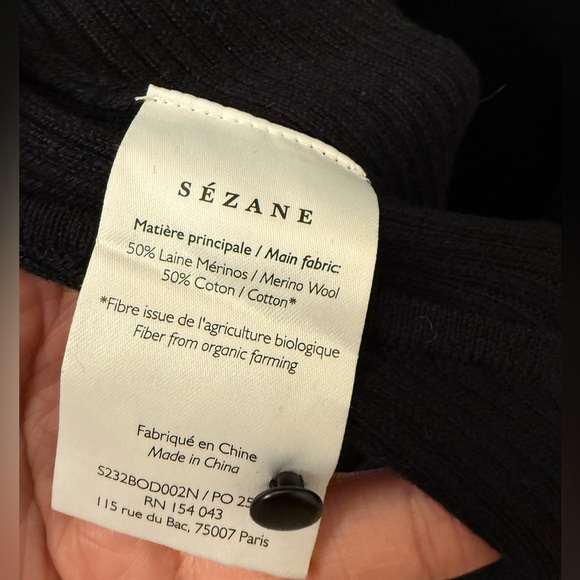 SÉZANE
Matière principale / Main fabric:
50% Laine Mérinos / Merino Wool
50% Coton / Cotton*
*Fibre issue de l'agriculture biologique
Fiber from organic farming
Fabriqué en Chine
Made in China
S232BOD002N / PO 25
RN 154 043
115 rue du Bac, 75007 Paris